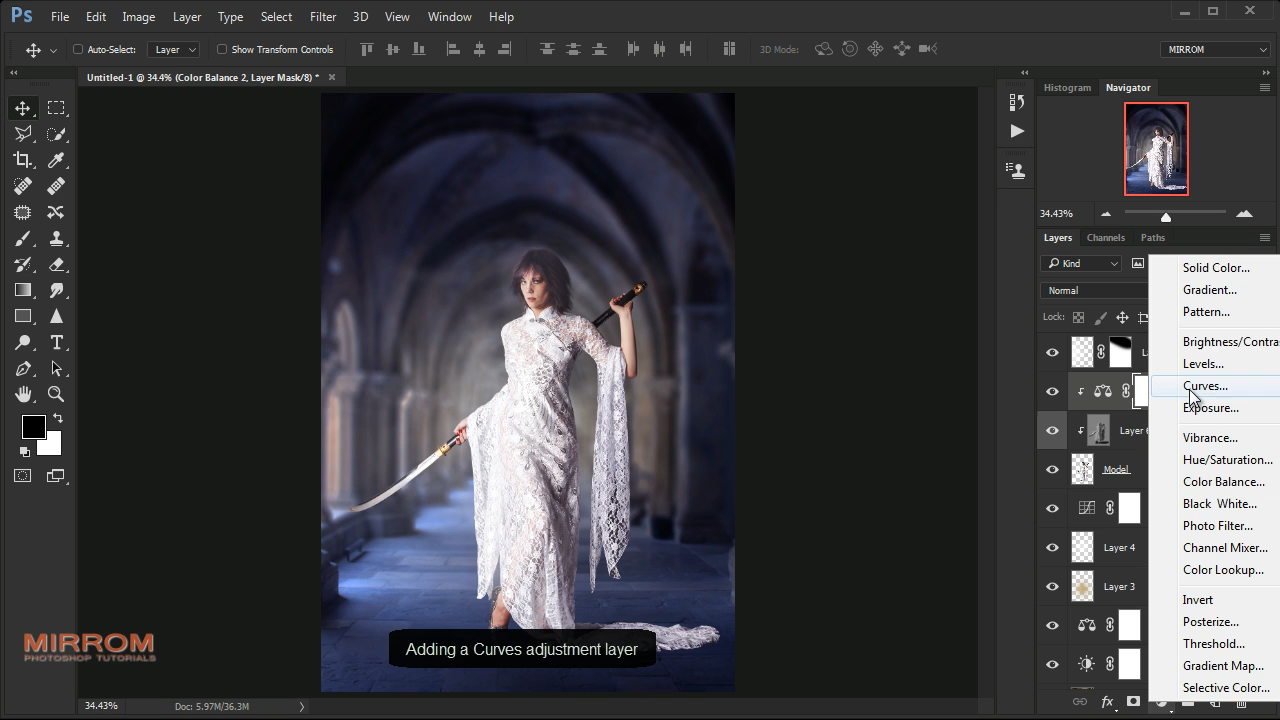 Ps File Edit Image Layer Type Select Filter 3D View Window Help
Auto-Select: Layer Show Transform Controls 3D Mode: MIRROM
Untitled-1 @ 34.4% (Color Balance 2, Layer Mask/8) *
Histogram Navigator
34.43%
Layers Channels Paths
Kind
Normal
Lock:
Solid Color...
Gradient...
Pattern...
Brightness/Contra
Levels...
Curves...
Exposure...
Vibrance...
Hue/Saturation...
Color Balance...
Black White...
Photo Filter...
Channel Mixer...
Color Lookup...
Invert
Posterize...
Threshold...
Gradient Map...
Selective Color...
Layer 6
Model
Layer 4
Layer 3
fx
MIRROM
PHOTOSHOP TUTORIALS
Adding a Curves adjustment layer
34.43% Doc: 5.97M/36.3M